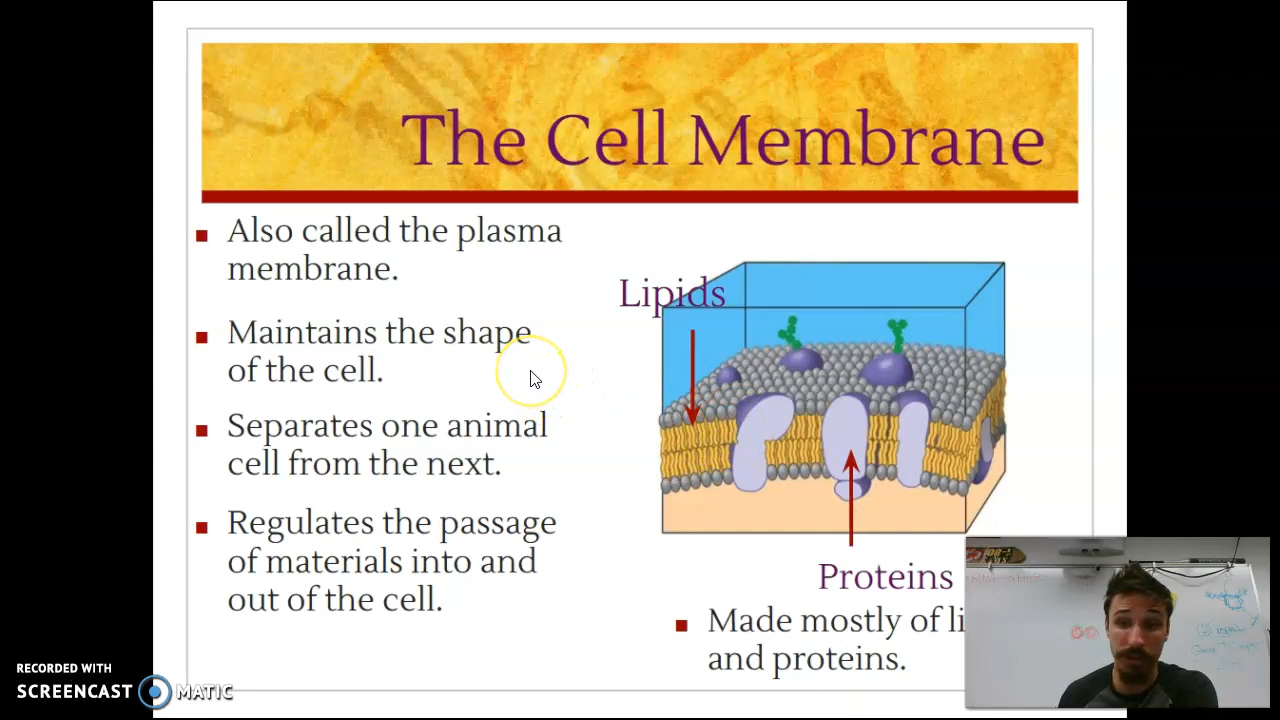 The Cell Membrane
Also called the plasma
membrane.
Maintains the shape
of the cell.
Separates one animal
cell from the next.
Regulates the passage
of materials into and
out of the cell.
Lipids
Proteins
Made mostly of li
and proteins.
RECORDED WITH
SCREENCAST MATIC